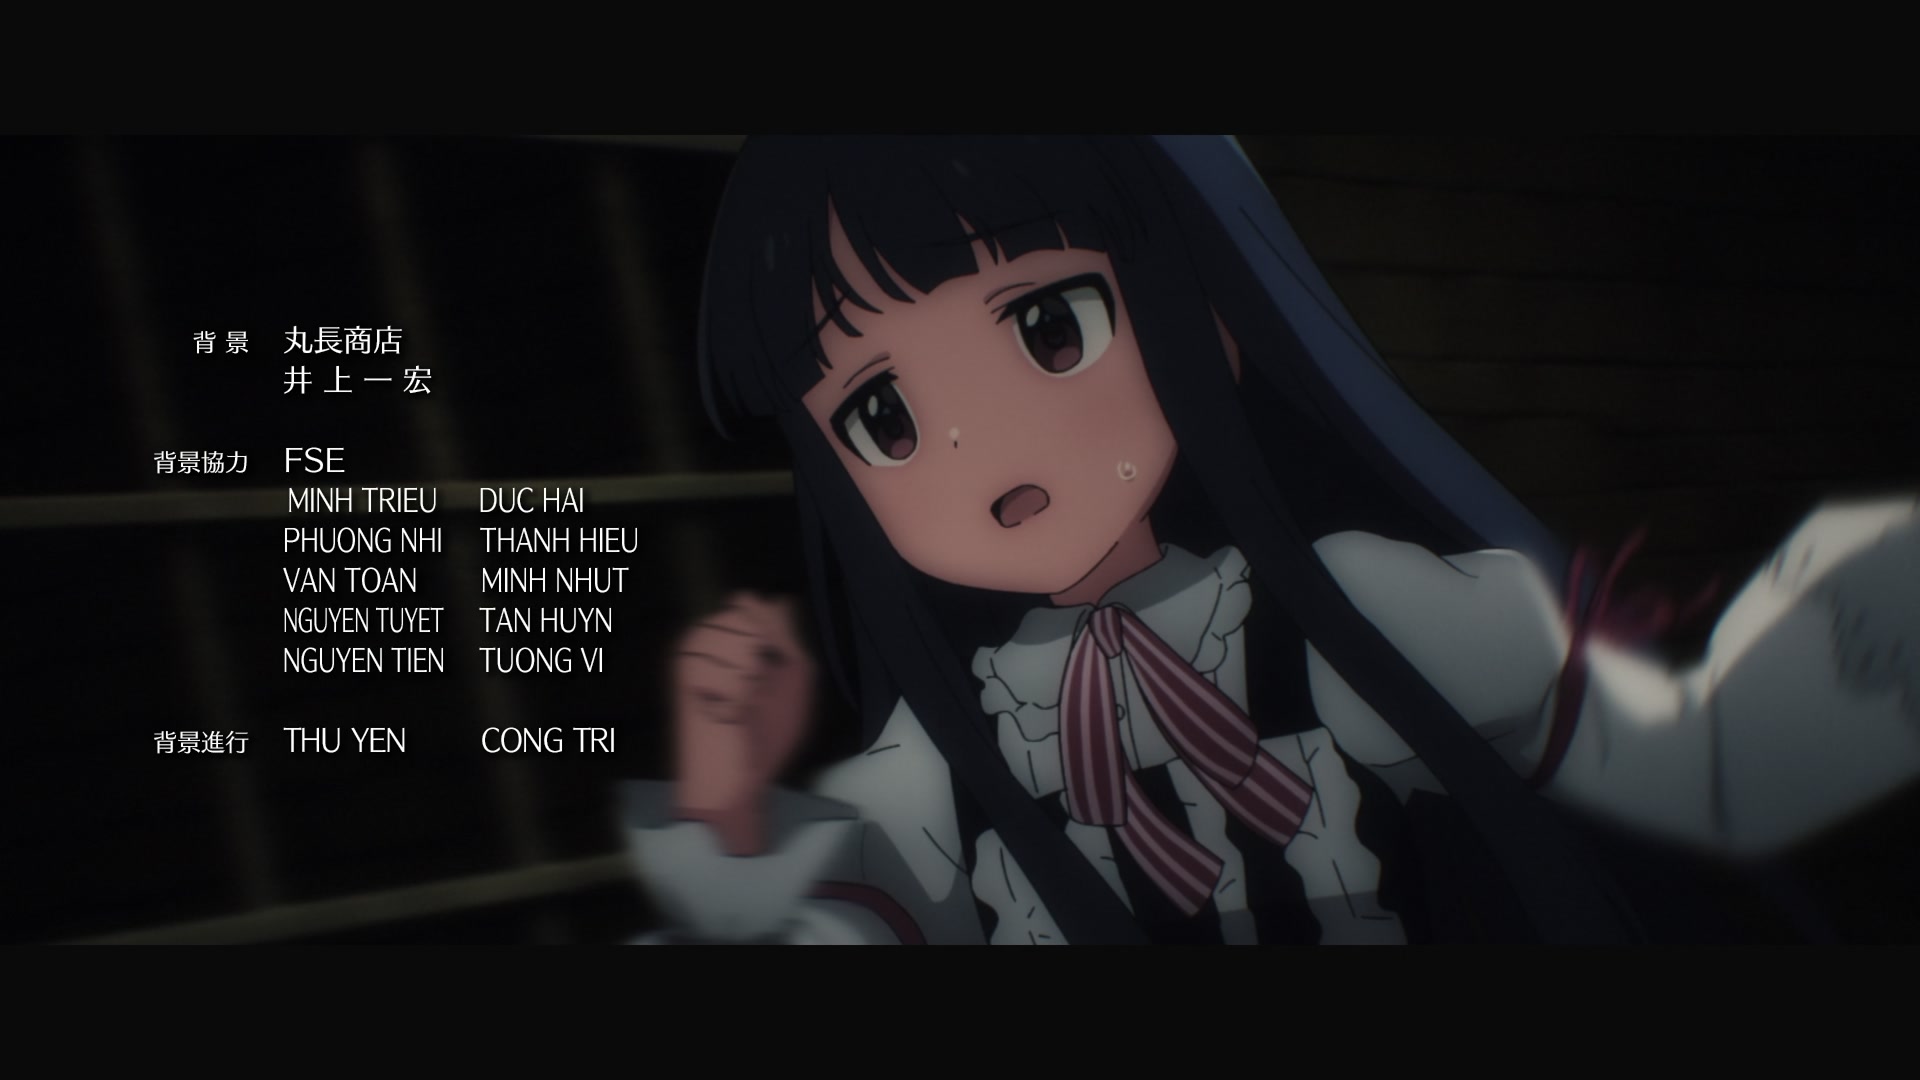 背 景 丸長商店
井 上 一 宏
背景協力 FSE
MINH TRIEU DUC HAI
PHUONG NHI THANH HIEU
VAN TOAN MINH NHUT
NGUYEN TUYET TAN HUYN
NGUYEN TIEN TUONG VI
背景進行 THU YEN CONG TRI